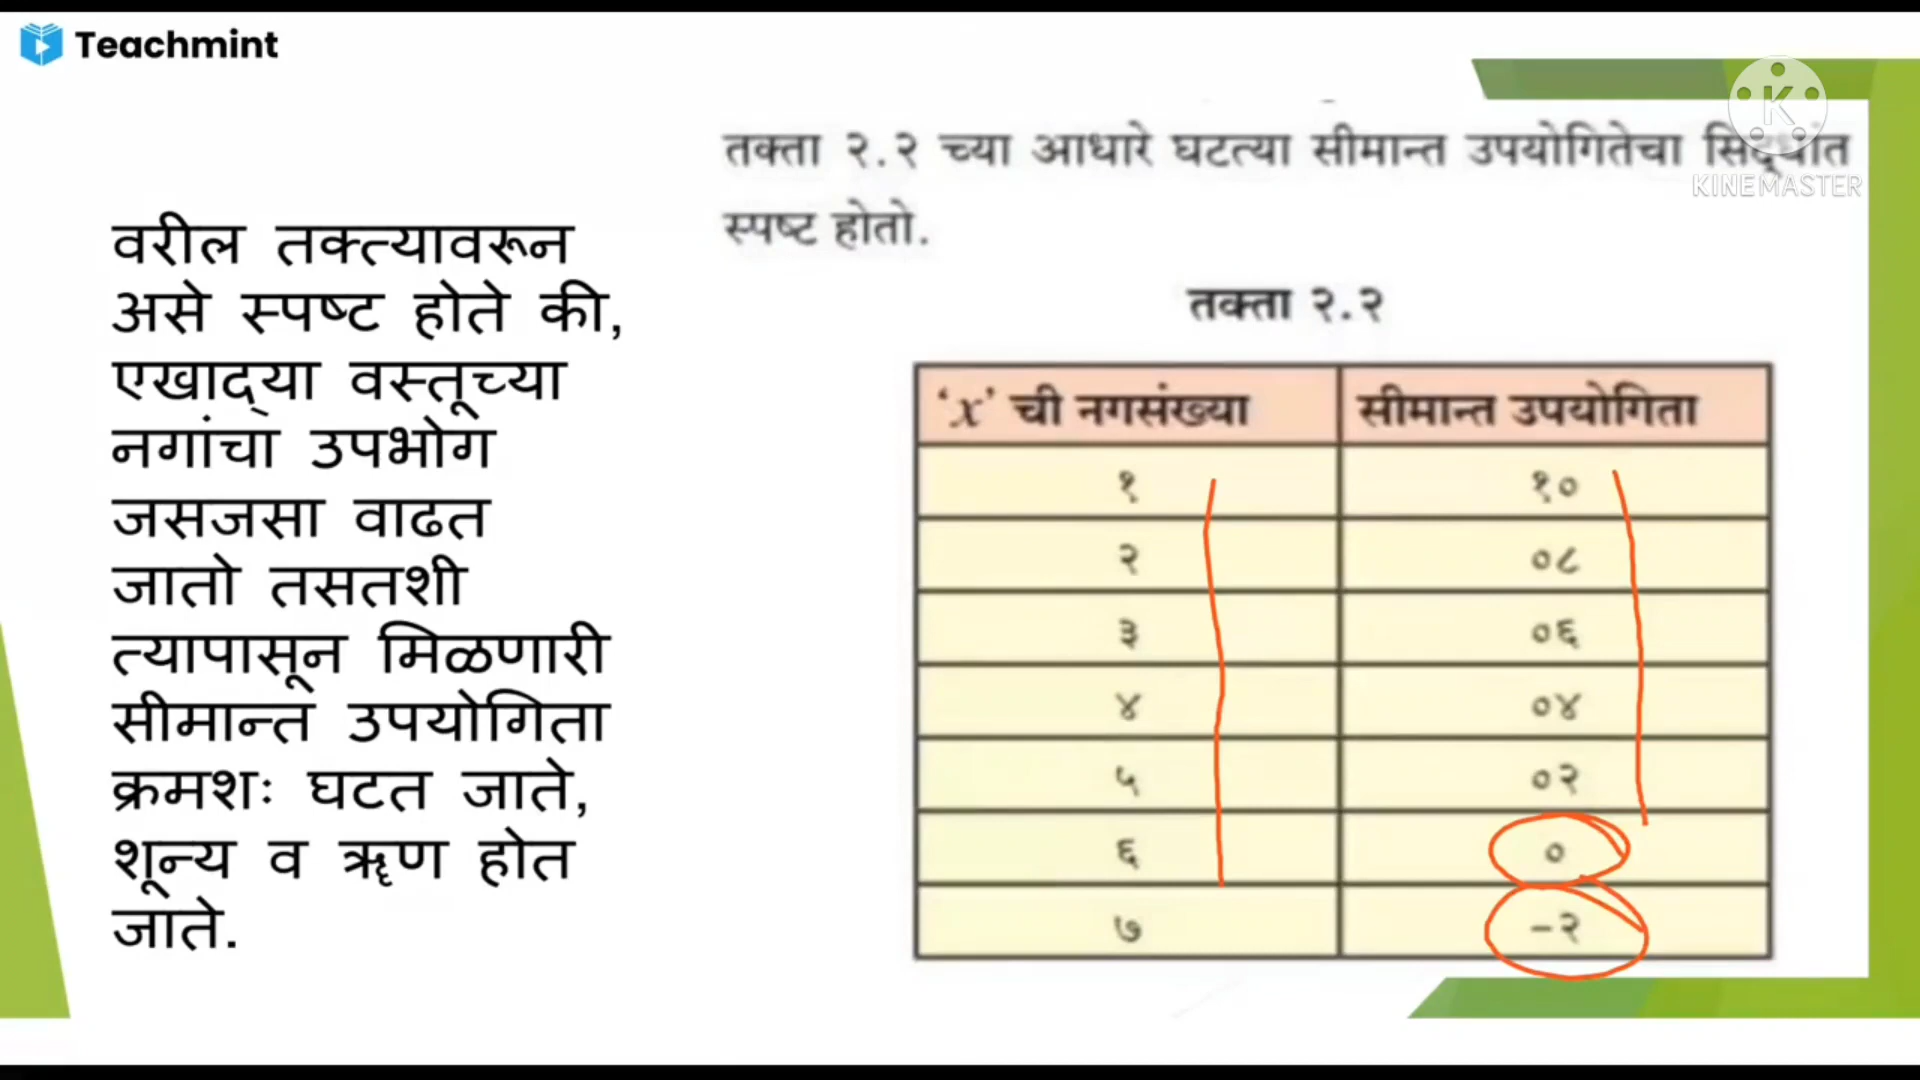 Teachmint
तक्ता २.२ च्या आधारे घटत्या सीमान्त उपयोगितेचा सिद्धांत
स्पष्ट होतो.
KINEMASTER
वरील तक्त्यावरून
असे स्पष्ट होते की,
एखाद्या वस्तूच्या
नगांचा उपभोग
जसजसा वाढत
जातो तसतशी
त्यापासून मिळणारी
सीमान्त उपयोगिता
क्रमशः घटत जाते,
शून्य व ॠण होत
जाते.
तक्ता २.२
‘x’ ची नगसंख्या सीमान्त उपयोगिता
१ १०
२ ०८
३ ०६
४ ०४
५ ०२
६ ०
७ –२